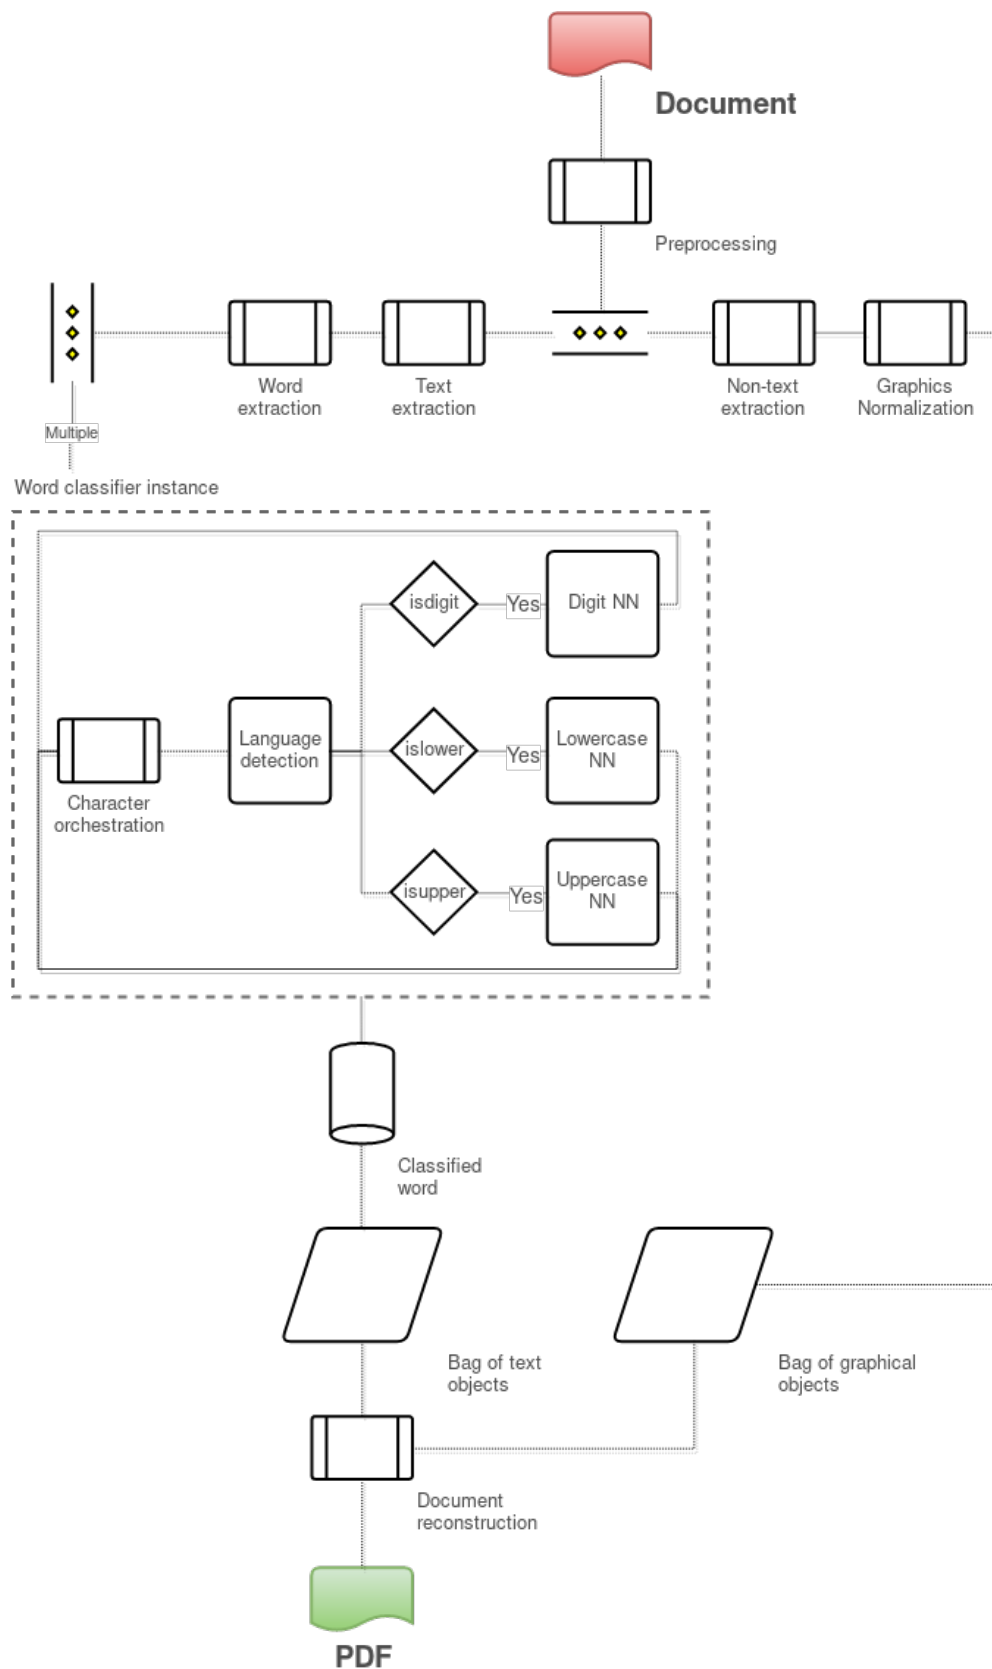 Document
Preprocessing
Word
extraction
Text
extraction
Non-text
extraction
Graphics
Normalization
Multiple
Word classifier instance
isdigit
Yes
Digit NN
Language
detection
islower
Yes
Lowercase
NN
Character
orchestration
isupper
Yes
Uppercase
NN
Classified
word
Bag of text
objects
Bag of graphical
objects
Document
reconstruction
PDF